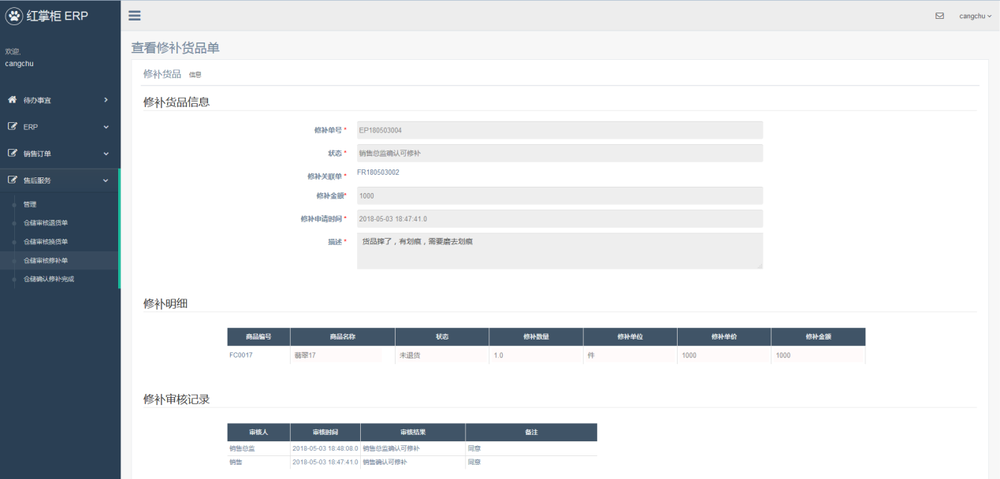 红掌柜 ERP
cangchu
欢迎,
cangchu
待办事宜
ERP
销售订单
售后服务
管理
仓储审核退货单
仓储审核换货单
仓储审核修补单
仓储确认修补完成
查看修补货品单
修补货品 信息
修补货品信息
修补单号 * EP180503004
状态 * 销售总监确认可修补
修补关联单 * FR180503002
修补金额* 1000
修补申请时间 * 2018-05-03 18:47:41.0
描述 * 货品摔了，有划痕，需要磨去划痕
修补明细
商品编号 商品名称 状态 修补数量 修补单位 修补单价 修补金额
FC0017 翡翠17 未退货 1.0 件 1000 1000
修补审核记录
审核人 审核时间 审核结果 备注
销售总监 2018-05-03 18:48:08.0 销售总监确认可修补 同意
销售 2018-05-03 18:47:41.0 销售确认可修补 同意